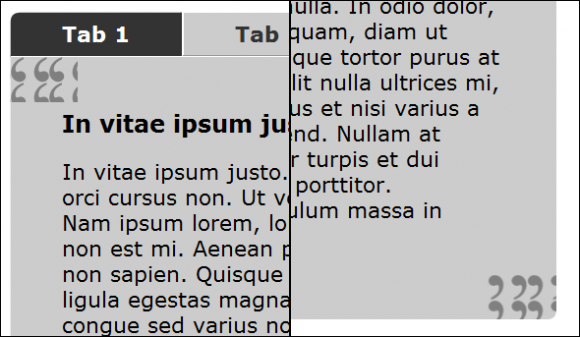 Tab 1
Tab
In vitae ipsum ju
In vitae ipsum justo.
orci cursus non. Ut v
Nam ipsum lorem, lo
non est mi. Aenean p
non sapien. Quisque
ligula egestas magna
congue sed varius no
ulla. In odio dolor,
quam, diam ut
que tortor purus at
lit nulla ultrices mi,
us et nisi varius a
end. Nullam at
r turpis et dui
porttitor.
ulum massa in